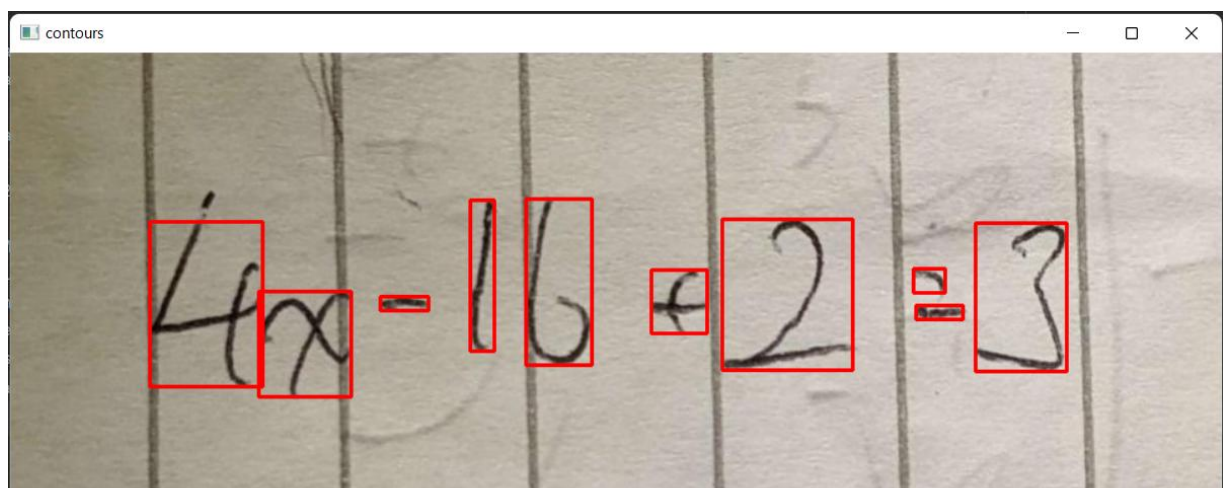 contours
4x - 16 + 2 = 3